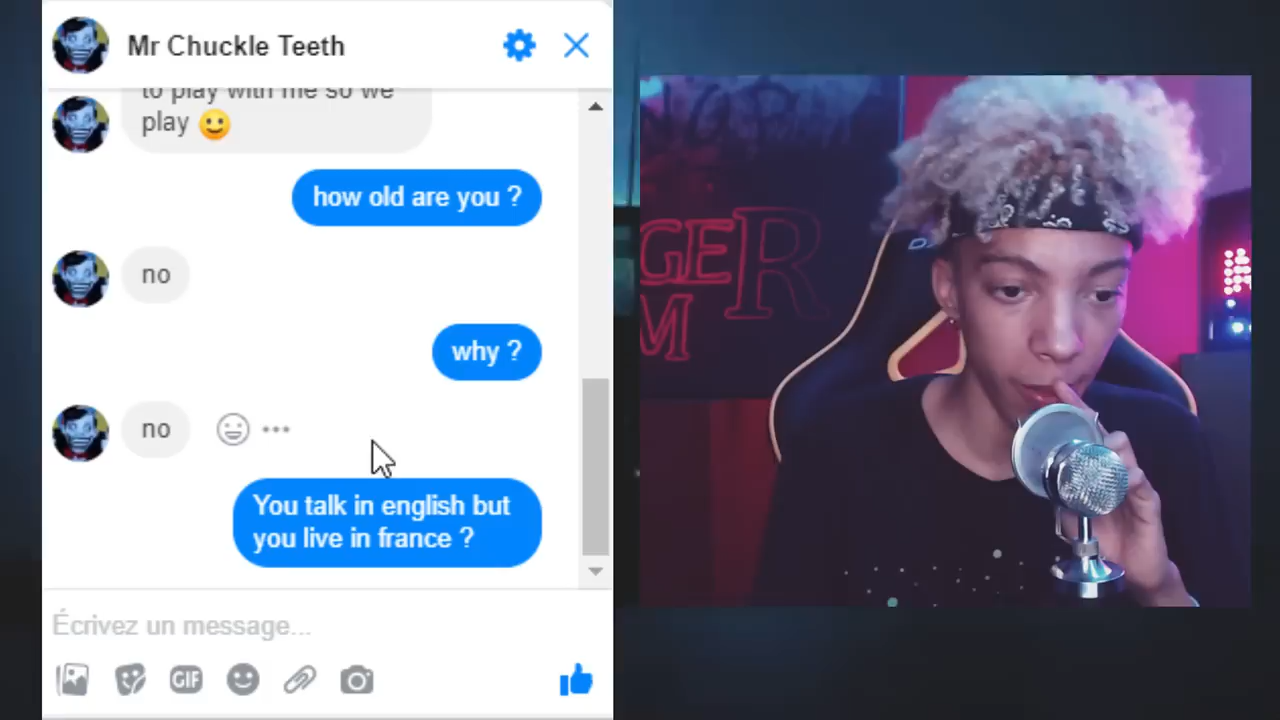 Mr Chuckle Teeth
to play with me so we
play 🙂
how old are you ?
no
why ?
no
You talk in english but
you live in france ?
Écrivez un message...
GIF
GER
M